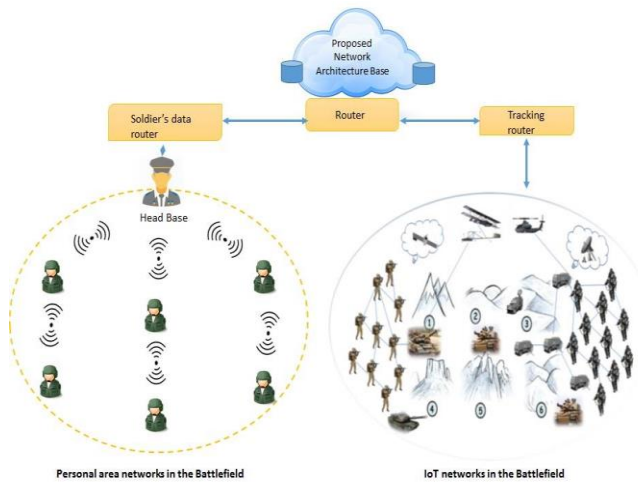 Proposed
Network
Architecture Base
Soldier's data
router
Router
Tracking
router
Head Base
1
2
3
4
5
6
Personal area networks in the Battlefield
IoT networks in the Battlefield